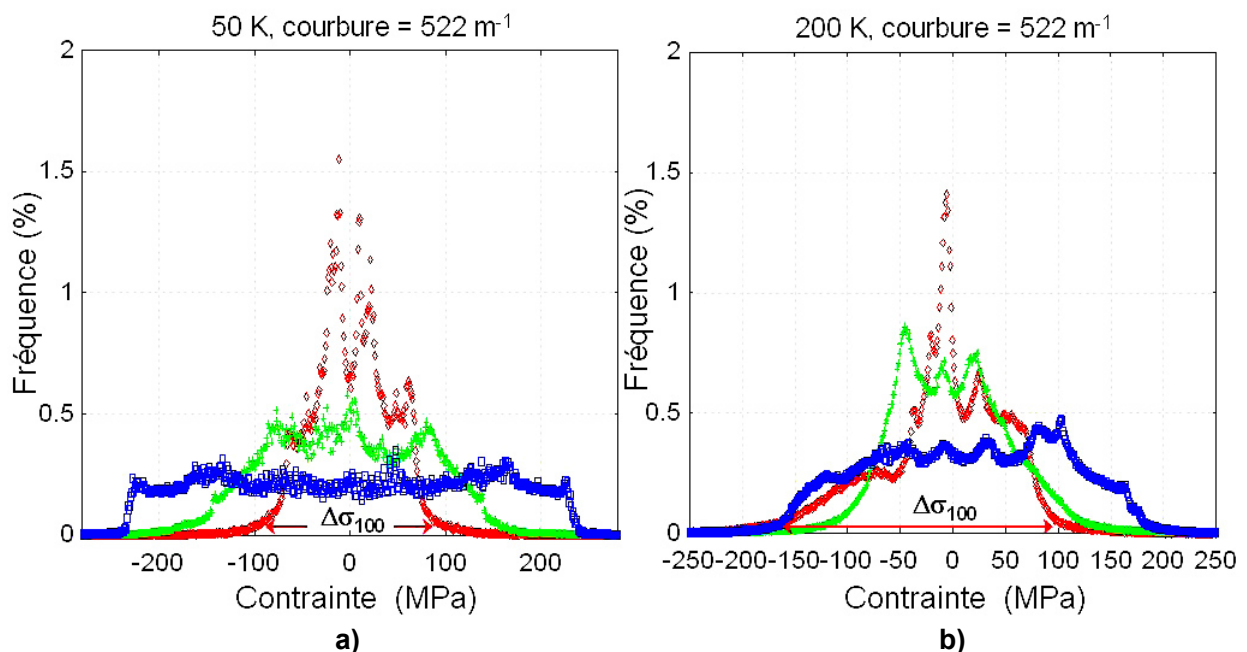 50 K, courbure = 522 m⁻¹
2
1.5
1
0.5
0
Fréquence (%)
Δσ₁₀₀
-200 -100 0 100 200
Contrainte (MPa)
a)
200 K, courbure = 522 m⁻¹
2
1.5
1
0.5
0
Fréquence (%)
Δσ₁₀₀
-250 -200 -150 -100 -50 0 50 100 150 200 250
Contrainte (MPa)
b)